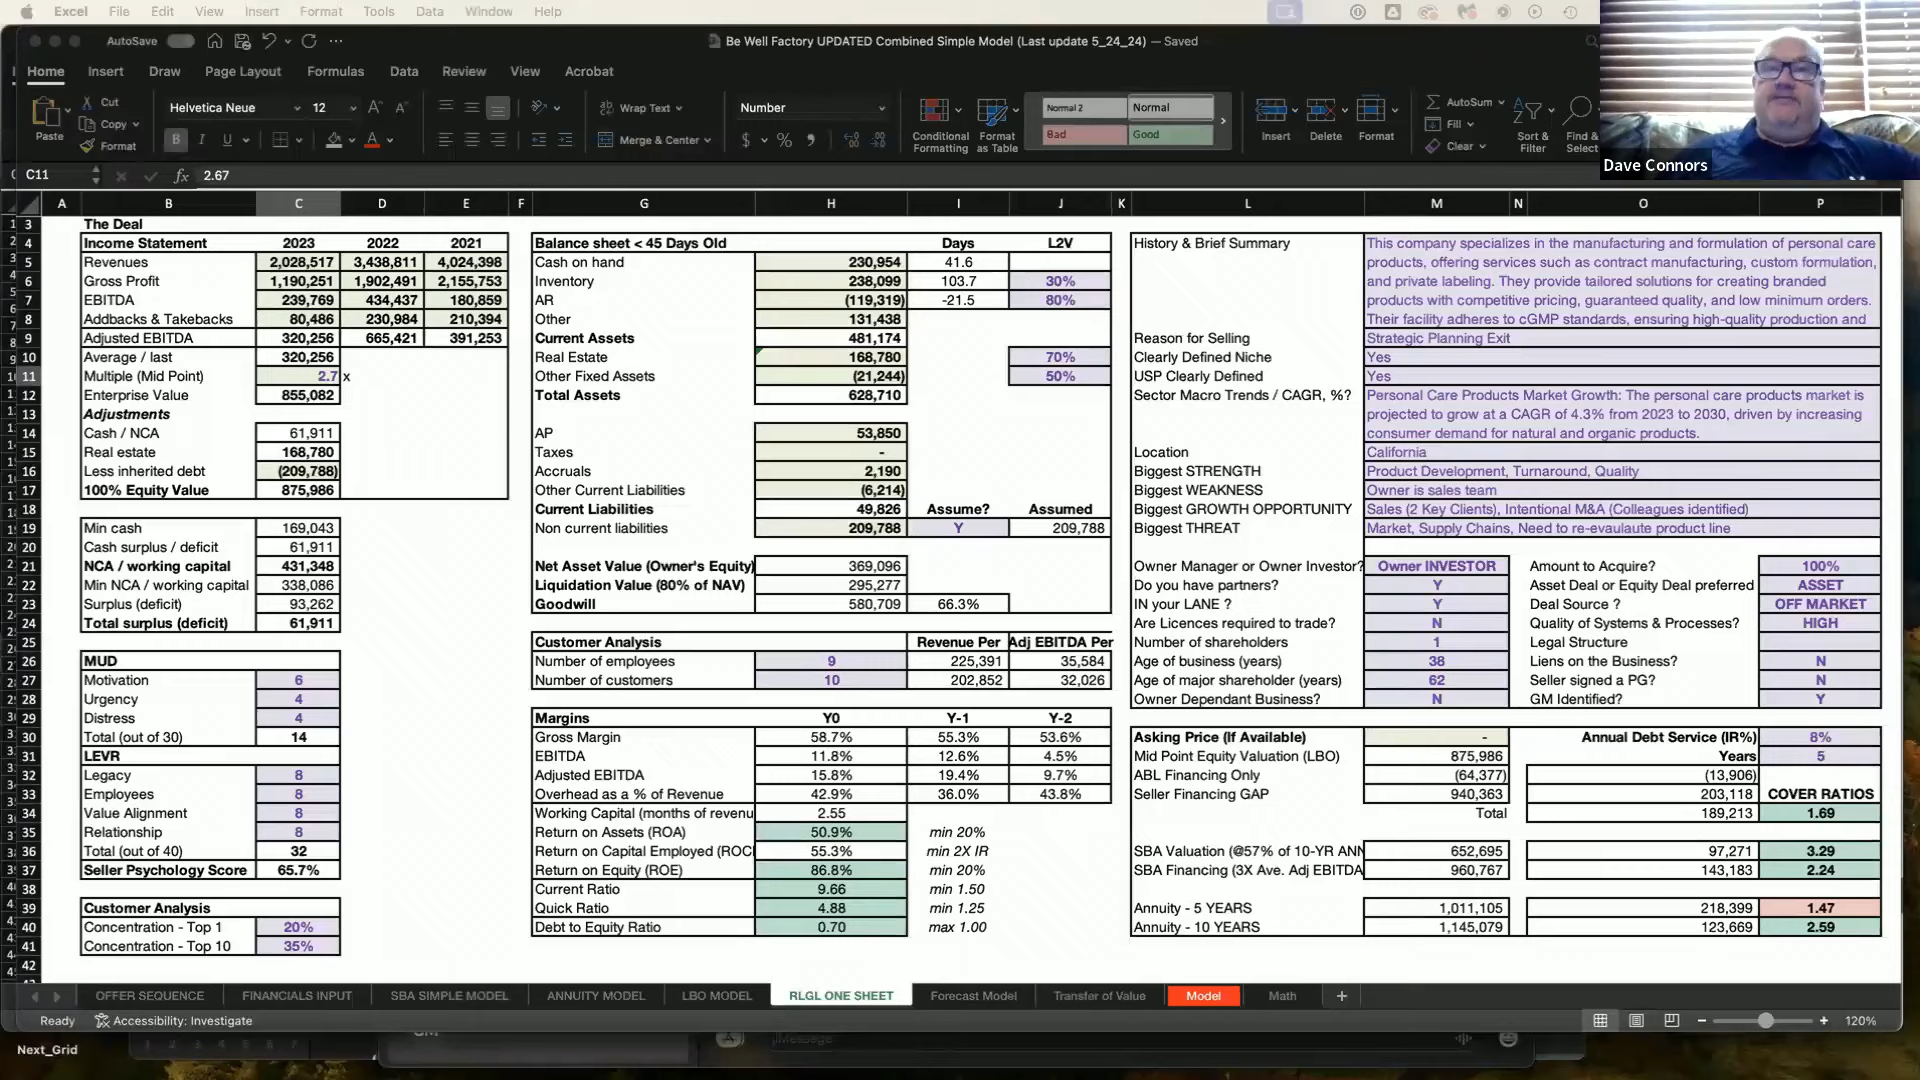 Excel File Edit View Insert Format Tools Data Window Help
AutoSave Be Well Factory UPDATED Combined Simple Model (Last update 5_24_24) — Saved
Home Insert Draw Page Layout Formulas Data Review View Acrobat
Paste Cut Copy Format
Helvetica Neue 12 B I U
Wrap Text
Merge & Center
Number
$ % ,
Conditional Formatting Format as Table
Normal 2 Normal
Bad Good
Insert Delete Format
AutoSum Fill Clear
Sort & Filter Find & Select
Dave Connors
C11 fx 2.67
A B C D E F G H I J K L M N O P
The Deal
Income Statement 2023 2022 2021
Revenues 2,028,517 3,438,811 4,024,398
Gross Profit 1,190,251 1,902,491 2,155,753
EBITDA 239,769 434,437 180,859
Addbacks & Takebacks 80,486 230,984 210,394
Adjusted EBITDA 320,256 665,421 391,253
Average / last 320,256
Multiple (Mid Point) 2.7 x
Enterprise Value 855,082
Adjustments
Cash / NCA 61,911
Real estate 168,780
Less inherited debt (209,788)
100% Equity Value 875,986
Min cash 169,043
Cash surplus / deficit 61,911
NCA / working capital 431,348
Min NCA / working capital 338,086
Surplus (deficit) 93,262
Total surplus (deficit) 61,911
MUD
Motivation 6
Urgency 4
Distress 4
Total (out of 30) 14
LEVR
Legacy 8
Employees 8
Value Alignment 8
Relationship 8
Total (out of 40) 32
Seller Psychology Score 65.7%
Customer Analysis
Concentration - Top 1 20%
Concentration - Top 10 35%
Balance sheet < 45 Days Old Days L2V
Cash on hand 230,954 41.6
Inventory 238,099 103.7 30%
AR (119,319) -21.5 80%
Other 131,438
Current Assets 481,174
Real Estate 168,780 70%
Other Fixed Assets (21,244) 50%
Total Assets 628,710
AP 53,850
Taxes -
Accruals 2,190
Other Current Liabilities (6,214)
Current Liabilities 49,826 Assume? Assumed
Non current liabilities 209,788 Y 209,788
Net Asset Value (Owner's Equity) 369,096
Liquidation Value (80% of NAV) 295,277
Goodwill 580,709 66.3%
Customer Analysis Revenue Per Adj EBITDA Per
Number of employees 9 225,391 35,584
Number of customers 10 202,852 32,026
Margins Y0 Y-1 Y-2
Gross Margin 58.7% 55.3% 53.6%
EBITDA 11.8% 12.6% 4.5%
Adjusted EBITDA 15.8% 19.4% 9.7%
Overhead as a % of Revenue 42.9% 36.0% 43.8%
Working Capital (months of revenu 2.55
Return on Assets (ROA) 50.9% min 20%
Return on Capital Employed (ROC 55.3% min 2X IR
Return on Equity (ROE) 86.8% min 20%
Current Ratio 9.66 min 1.50
Quick Ratio 4.88 min 1.25
Debt to Equity Ratio 0.70 max 1.00
History & Brief Summary This company specializes in the manufacturing and formulation of personal care
products, offering services such as contract manufacturing, custom formulation,
and private labeling. They provide tailored solutions for creating branded
products with competitive pricing, guaranteed quality, and low minimum orders.
Their facility adheres to cGMP standards, ensuring high-quality production and
Reason for Selling Strategic Planning Exit
Clearly Defined Niche Yes
USP Clearly Defined Yes
Sector Macro Trends / CAGR, %? Personal Care Products Market Growth: The personal care products market is
projected to grow at a CAGR of 4.3% from 2023 to 2030, driven by increasing
consumer demand for natural and organic products.
Location California
Biggest STRENGTH Product Development, Turnaround, Quality
Biggest WEAKNESS Owner is sales team
Biggest GROWTH OPPORTUNITY Sales (2 Key Clients), Intentional M&A (Colleagues identified)
Biggest THREAT Market, Supply Chains, Need to re-evaulaute product line
Owner Manager or Owner Investor? Owner INVESTOR Amount to Acquire? 100%
Do you have partners? Y Asset Deal or Equity Deal preferred ASSET
IN your LANE ? Y Deal Source ? OFF MARKET
Are Licences required to trade? N Quality of Systems & Processes? HIGH
Number of shareholders 1 Legal Structure
Age of business (years) 38 Liens on the Business? N
Age of major shareholder (years) 62 Seller signed a PG? N
Owner Dependant Business? N GM Identified? Y
Asking Price (If Available) - Annual Debt Service (IR%) 8%
Mid Point Equity Valuation (LBO) 875,986 Years 5
ABL Financing Only (64,377) (13,906)
Seller Financing GAP 940,363 203,118 COVER RATIOS
Total 189,213 1.69
SBA Valuation (@57% of 10-YR ANN 652,695 97,271 3.29
SBA Financing (3X Ave. Adj EBITDA 960,767 143,183 2.24
Annuity - 5 YEARS 1,011,105 218,399 1.47
Annuity - 10 YEARS 1,145,079 123,669 2.59
OFFER SEQUENCE FINANCIALS INPUT SBA SIMPLE MODEL ANNUITY MODEL LBO MODEL RLGL ONE SHEET Forecast Model Transfer of Value Model Math +
Ready Accessibility: Investigate 120%
Next_Grid